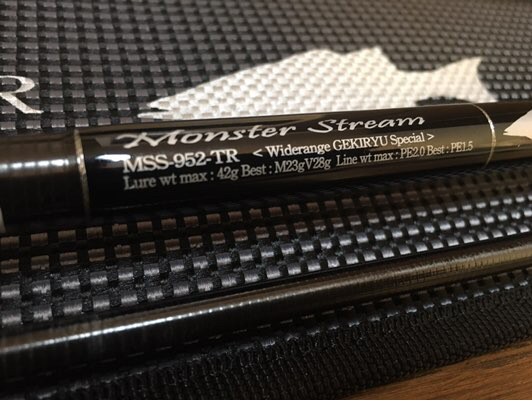 R
Monster Stream
MSS-952-TR < Widerange GEKIRYU Special >
Lure wt max : 42g Best : M23gV28g Line wt max : PE2.0 Best : PE1.5